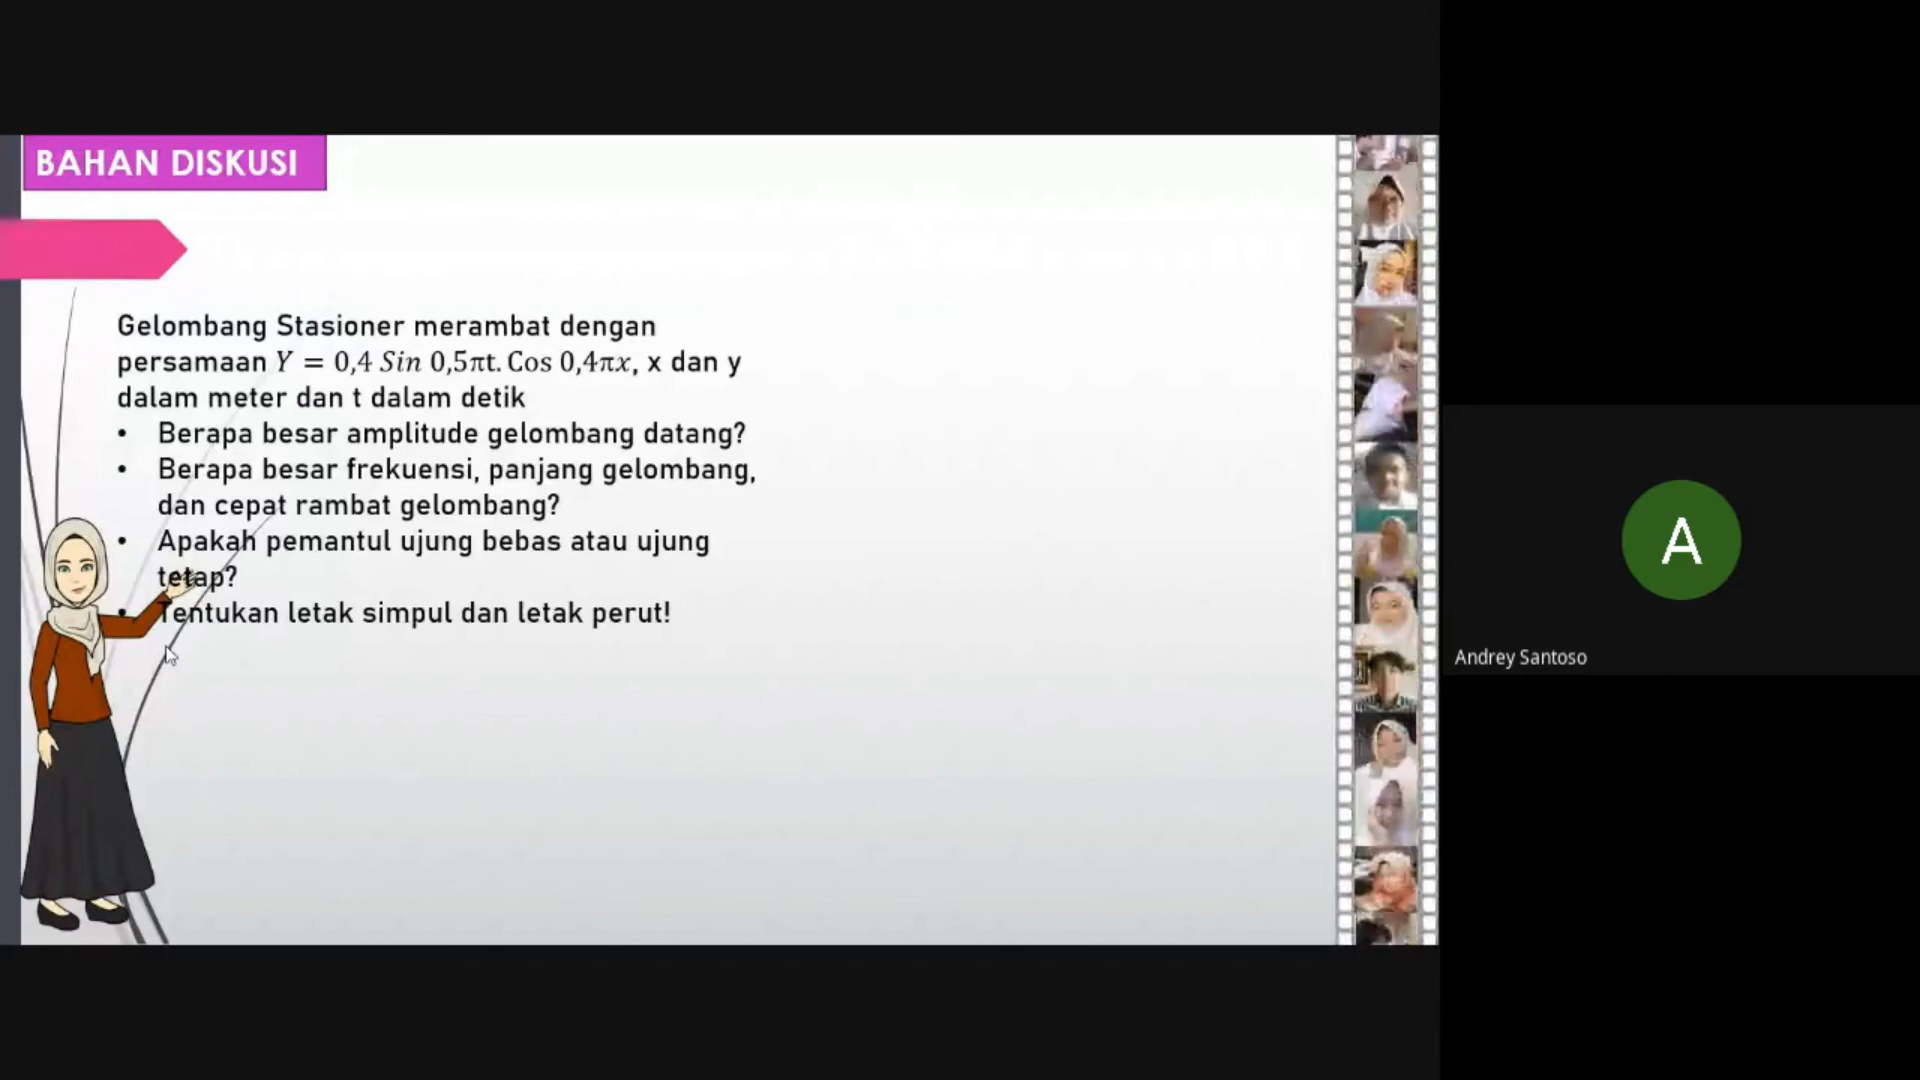 BAHAN DISKUSI
Gelombang Stasioner merambat dengan
persamaan Y = 0,4 Sin 0,5πt. Cos 0,4πx, x dan y
dalam meter dan t dalam detik
• Berapa besar amplitude gelombang datang?
• Berapa besar frekuensi, panjang gelombang,
dan cepat rambat gelombang?
• Apakah pemantul ujung bebas atau ujung
tetap?
• Tentukan letak simpul dan letak perut!
A
Andrey Santoso